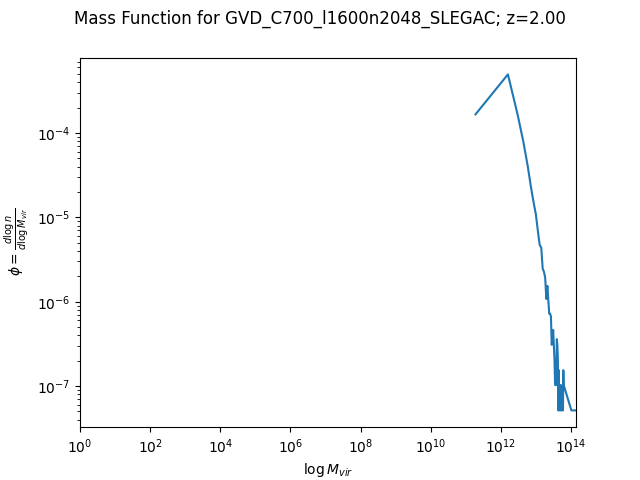 Mass Function for GVD_C700_l1600n2048_SLEGAC; z=2.00
10⁻⁴
10⁻⁵
10⁻⁶
10⁻⁷
ϕ = d log n / d log M_vir
10⁰ 10² 10⁴ 10⁶ 10⁸ 10¹⁰ 10¹² 10¹⁴
log M_vir